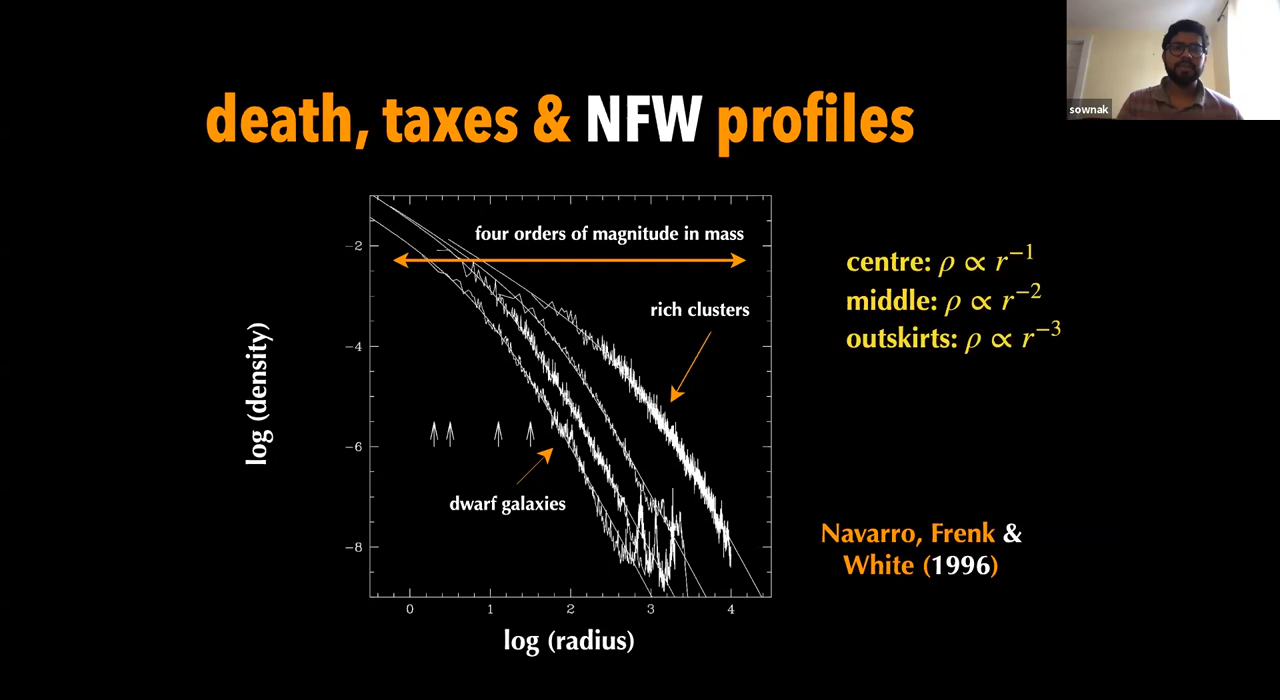 sownak
death, taxes & NFW profiles
four orders of magnitude in mass
rich clusters
dwarf galaxies
log (density)
-2
-4
-6
-8
0 1 2 3 4
log (radius)
centre: ρ ∝ r⁻¹
middle: ρ ∝ r⁻²
outskirts: ρ ∝ r⁻³
Navarro, Frenk &
White (1996)